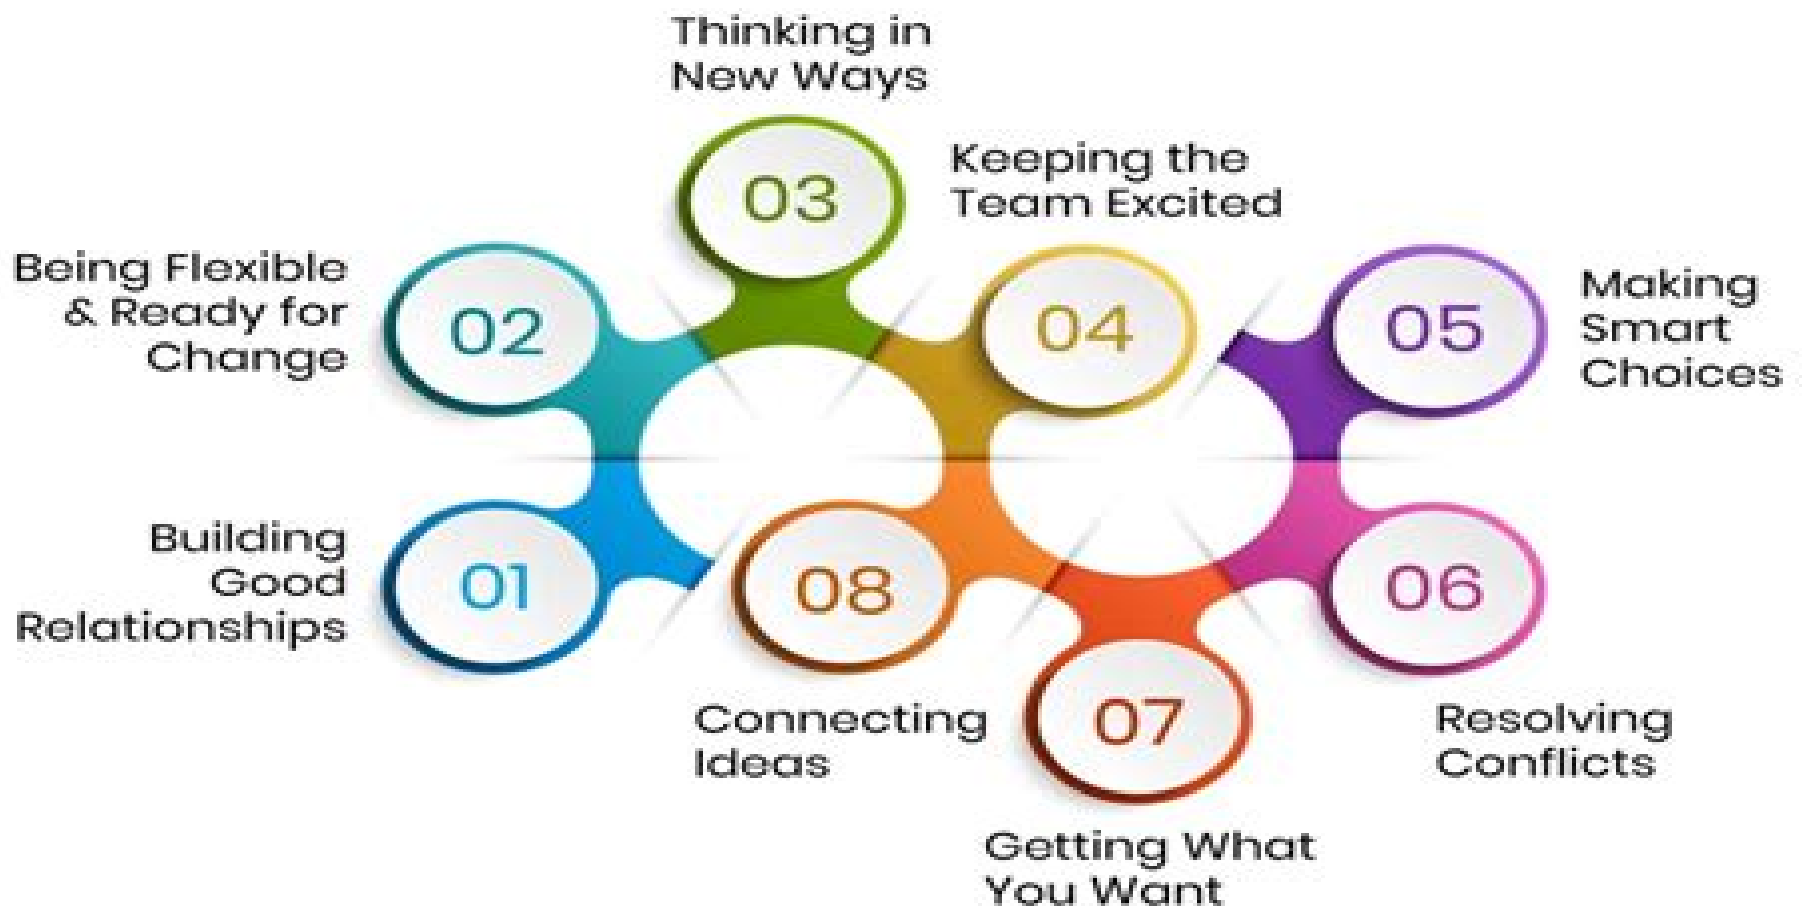 01
Building
Good
Relationships
02
Being Flexible
& Ready for
Change
03
Thinking in
New Ways
04
Keeping the
Team Excited
05
Making
Smart
Choices
06
Resolving
Conflicts
07
Getting What
You Want
08
Connecting
Ideas